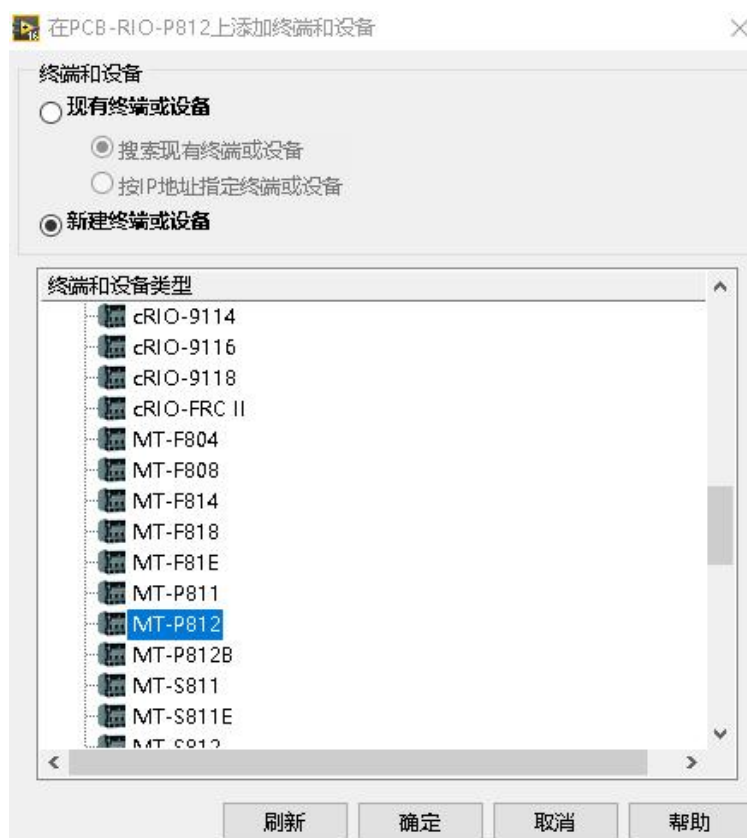 在PCB-RIO-P812上添加终端和设备
终端和设备
现有终端或设备
搜索现有终端或设备
按IP地址指定终端或设备
新建终端或设备
终端和设备类型
cRIO-9114
cRIO-9116
cRIO-9118
cRIO-FRC II
MT-F804
MT-F808
MT-F814
MT-F818
MT-F81E
MT-P811
MT-P812
MT-P812B
MT-S811
MT-S811E
MT-S812
刷新 确定 取消 帮助